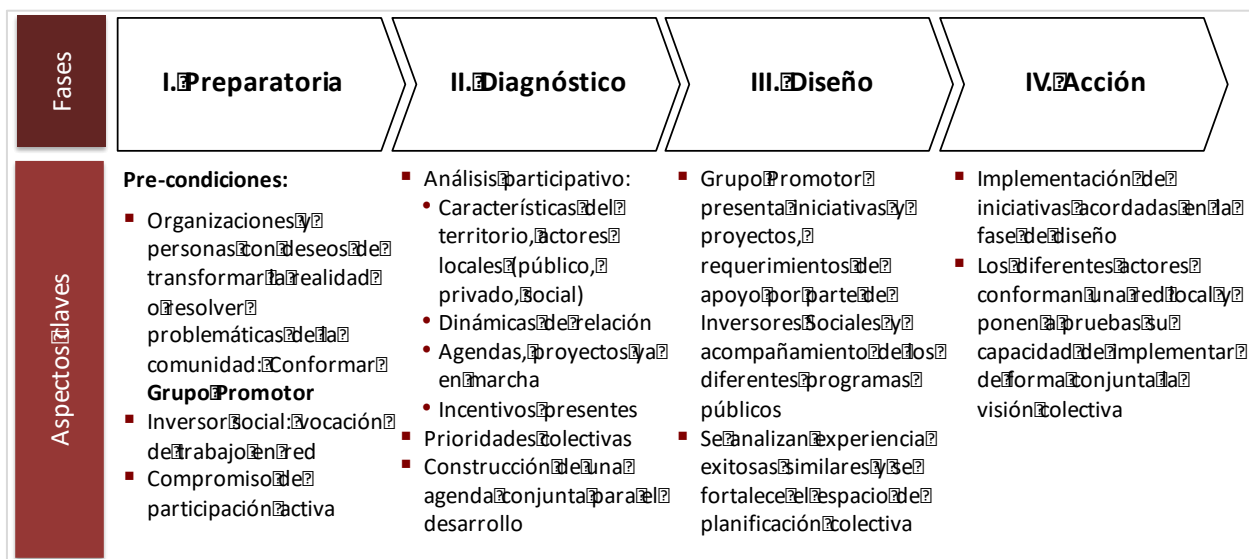 Fases
I. Preparatoria
II. Diagnóstico
III. Diseño
IV. Acción
Aspectos claves
Pre-condiciones:
▪ Organizaciones y
personas con deseos de
transformar la realidad
o resolver
problemáticas de la
comunidad: Conformar
Grupo Promotor
▪ Inversor social: vocación
de trabajo en red
▪ Compromiso de
participación activa
▪ Análisis participativo:
• Características del
territorio, actores
locales (público,
privado, social)
• Dinámicas de relación
• Agendas, proyectos ya
en marcha
• Incentivos presentes
▪ Prioridades colectivas
▪ Construcción de una
agenda conjunta para el
desarrollo
▪ Grupo Promotor
presenta iniciativas y
proyectos,
requerimientos de
apoyo por parte de
Inversores Sociales y
acompañamiento de los
diferentes programas
públicos
▪ Se analizan experiencia
exitosas similares y se
fortalece el espacio de
planificación colectiva
▪ Implementación de
iniciativas acordadas en la
fase de diseño
▪ Los diferentes actores
conforman una red local y
ponen a pruebas su
capacidad de implementar
de forma conjunta la
visión colectiva